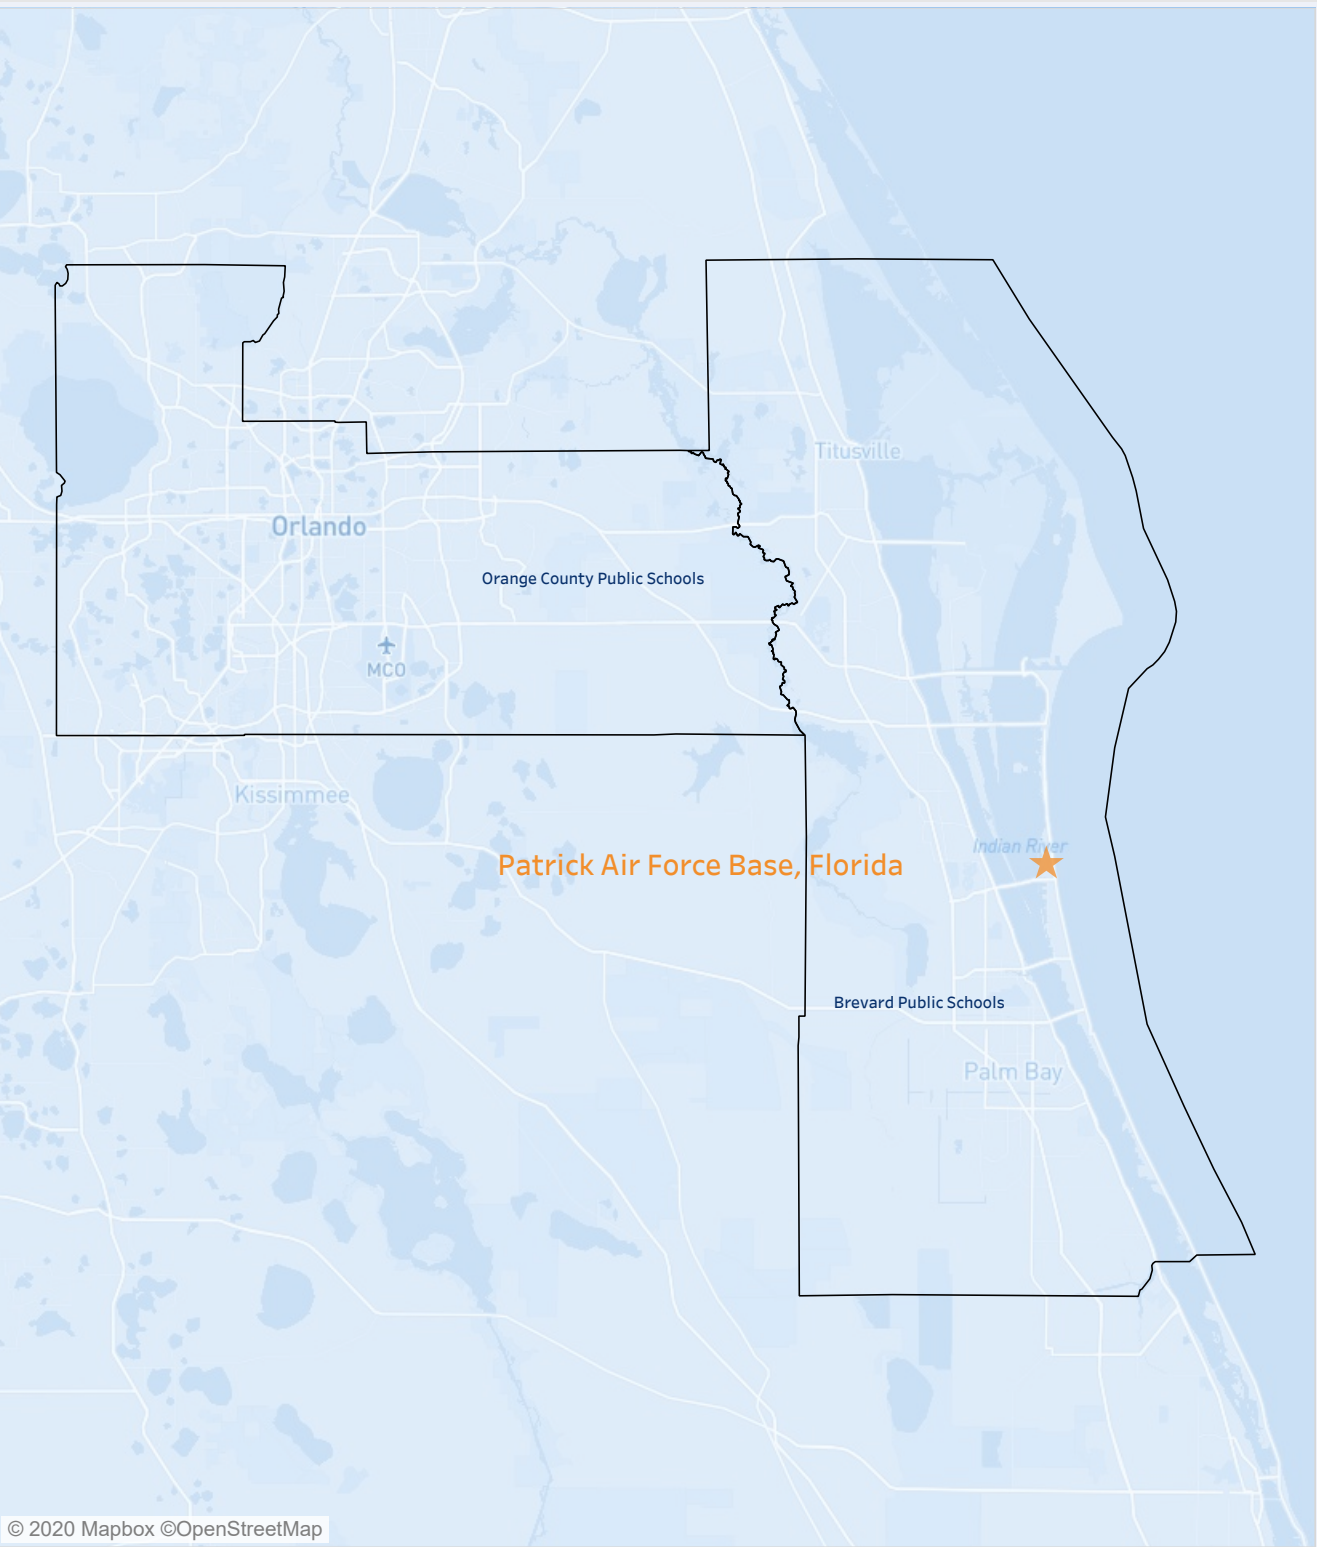 Titusville
Orlando
Orange County Public Schools
MCO
Kissimmee
Indian River
Patrick Air Force Base, Florida
Brevard Public Schools
Palm Bay
© 2020 Mapbox ©OpenStreetMap